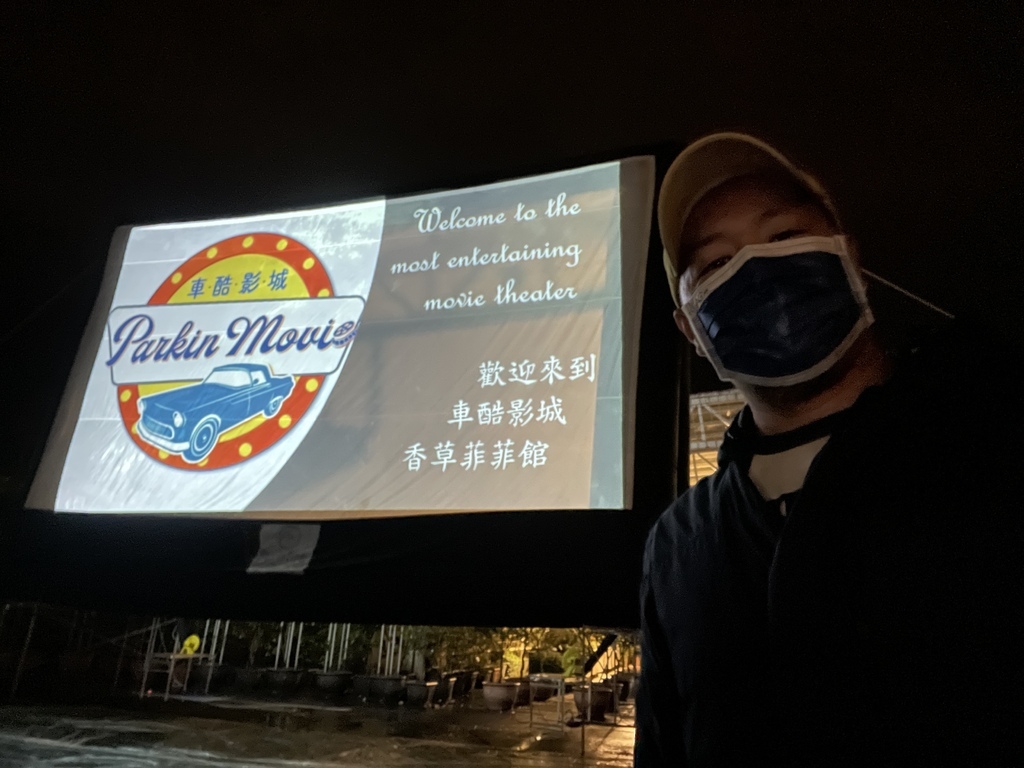 車·酷·影·城
Parkin Movie
Welcome to the
most entertaining
movie theater
歡迎來到
車酷影城
香草菲菲館